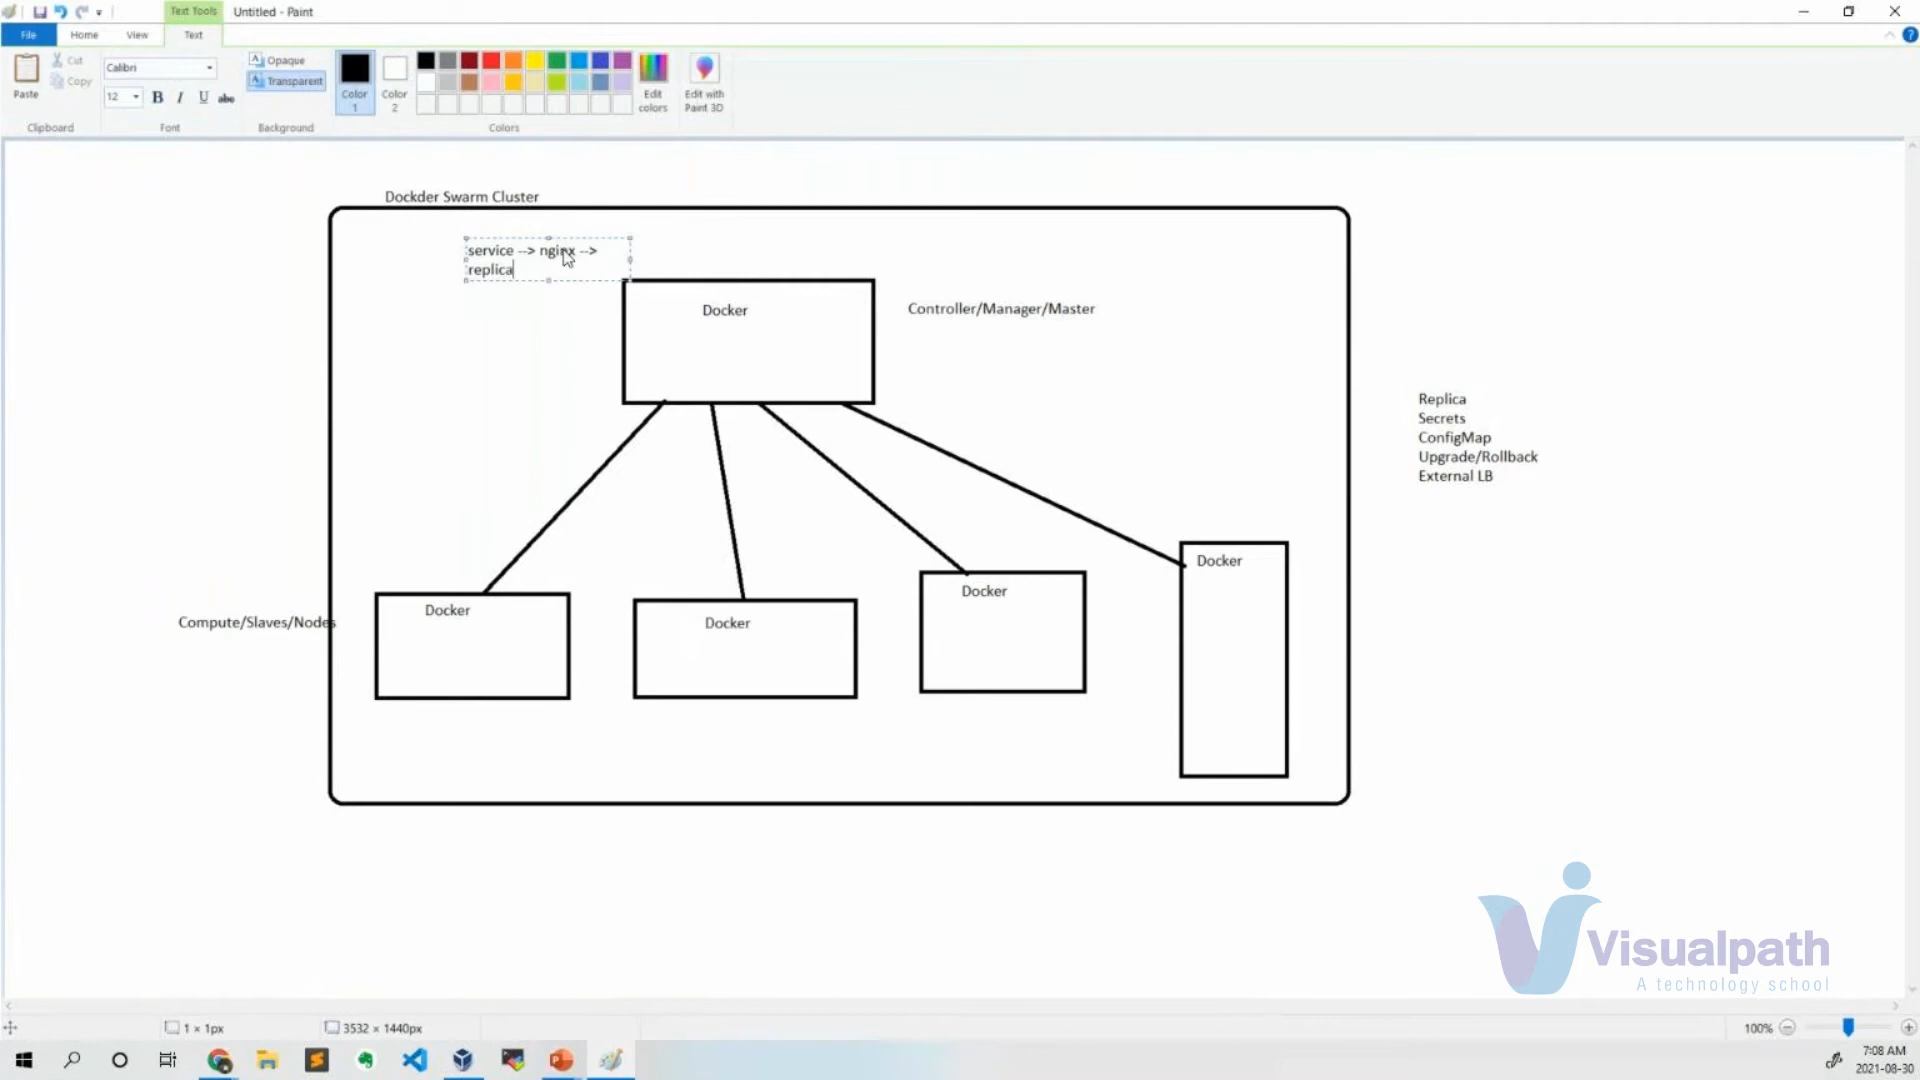 Text Tools
Untitled - Paint
File
Home
View
Text
Paste
Cut
Copy
Clipboard
Calibri
12
B I U abc
Font
Opaque
Transparent
Background
Color 1
Color 2
Colors
Edit colors
Edit with Paint 3D
Dockder Swarm Cluster
service --> nginx -->
replica
Docker
Controller/Manager/Master
Replica
Secrets
ConfigMap
Upgrade/Rollback
External LB
Compute/Slaves/Nodes
Docker
Docker
Docker
Docker
Visualpath
A technology school
1 × 1px
3532 × 1440px
100%
7:08 AM
2021-08-30